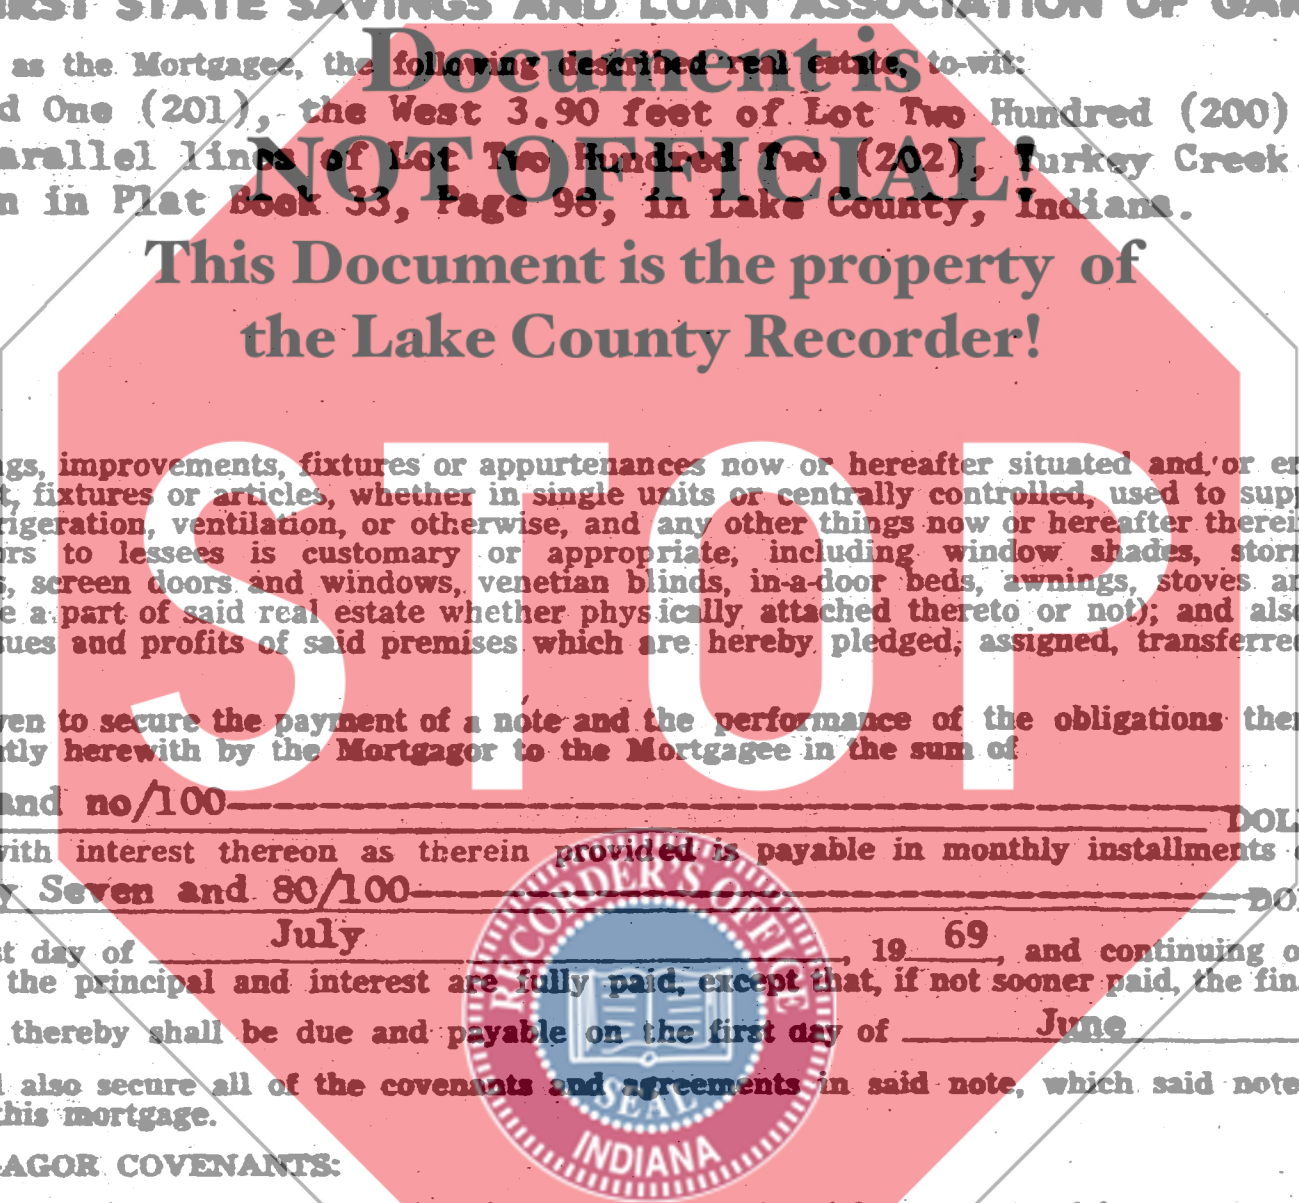 FIRST STATE SAVINGS AND LOAN ASSOCIATION OF GAR
Document is
as the Mortgagee, the following described real estate, to-wit:
d One (201), the West 3.90 feet of Lot Two Hundred (200)
NOT OFFICIAL!
arallel lines of Lot Two Hundred Two (202), Turkey Creek
n in Plat Book 33, Page 98, in Lake County, Indiana.
This Document is the property of
the Lake County Recorder!
STOP
gs, improvements, fixtures or appurtenances now or hereafter situated and/or er
t, fixtures or articles, whether in single units or centrally controlled, used to supp
rigeration, ventilation, or otherwise, and any other things now or hereafter therei
rs to lessees is customary or appropriate, including window shades, storm
s, screen doors and windows, venetian blinds, in-a-door beds, awnings, stoves an
e a part of said real estate whether physically attached thereto or not); and also
sues and profits of said premises which are hereby pledged, assigned, transferred
ven to secure the payment of a note and the performance of the obligations ther
tly herewith by the Mortgagor to the Mortgagee in the sum of
and no/100 DOL
with interest thereon as therein provided is payable in monthly installments
y Seven and 80/100 DO
st day of July, 19 69, and continuing o
the principal and interest are fully paid, except that, if not sooner paid, the fin
thereby shall be due and payable on the first day of June
l also secure all of the covenants and agreements in said note, which said note
this mortgage.
AGOR COVENANTS:
RECORDER'S OFFICE
SEAL
INDIANA